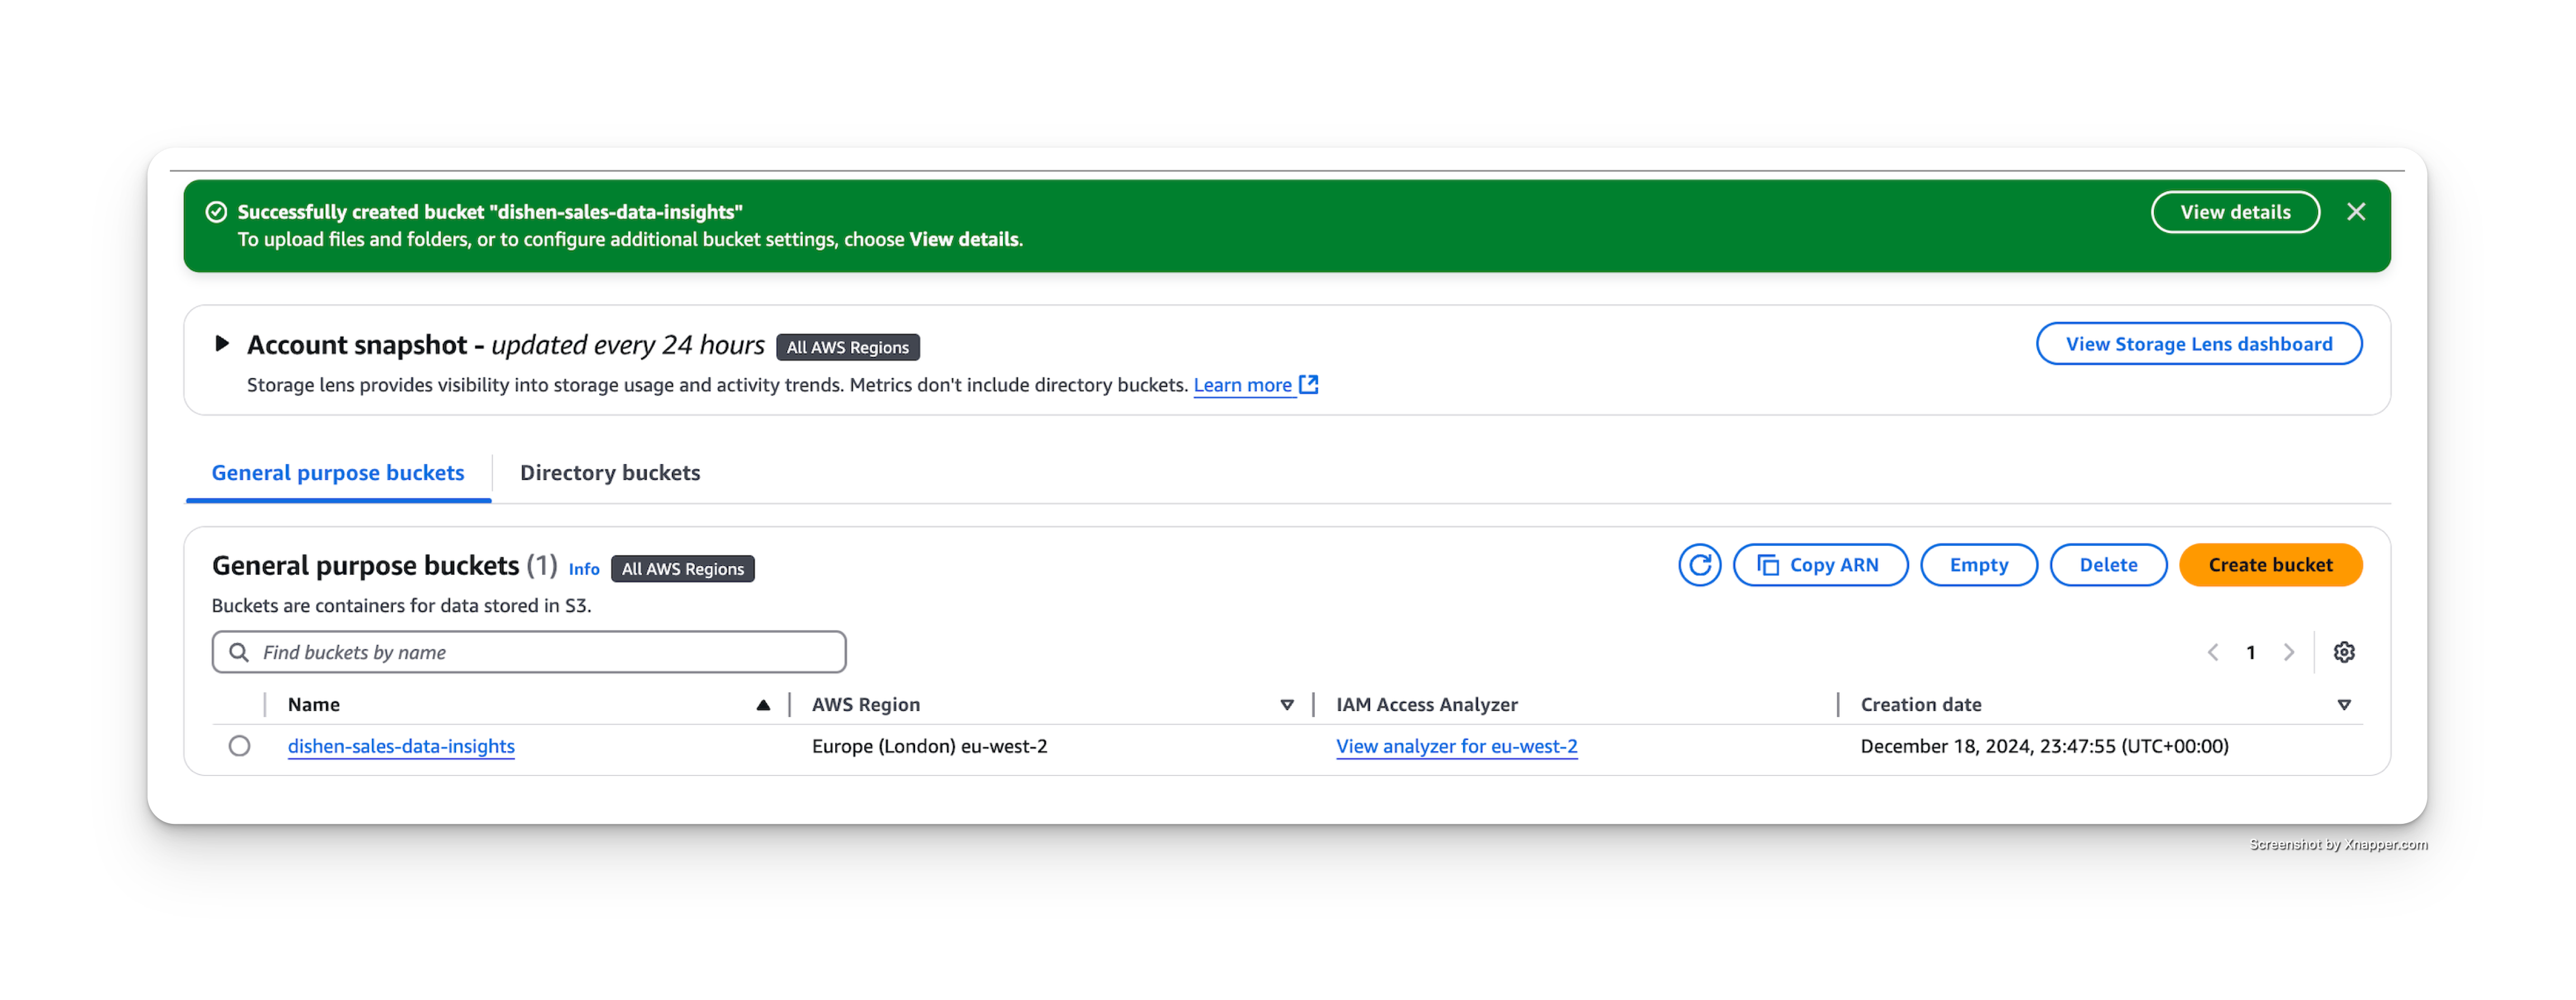 Successfully created bucket "dishen-sales-data-insights"
View details
To upload files and folders, or to configure additional bucket settings, choose View details.
Account snapshot - updated every 24 hours All AWS Regions
View Storage Lens dashboard
Storage lens provides visibility into storage usage and activity trends. Metrics don't include directory buckets. Learn more
General purpose buckets Directory buckets
General purpose buckets (1) Info All AWS Regions
Copy ARN Empty Delete Create bucket
Buckets are containers for data stored in S3.
Find buckets by name
1
Name AWS Region IAM Access Analyzer Creation date
dishen-sales-data-insights Europe (London) eu-west-2 View analyzer for eu-west-2 December 18, 2024, 23:47:55 (UTC+00:00)
Screenshot by Xnapper.com